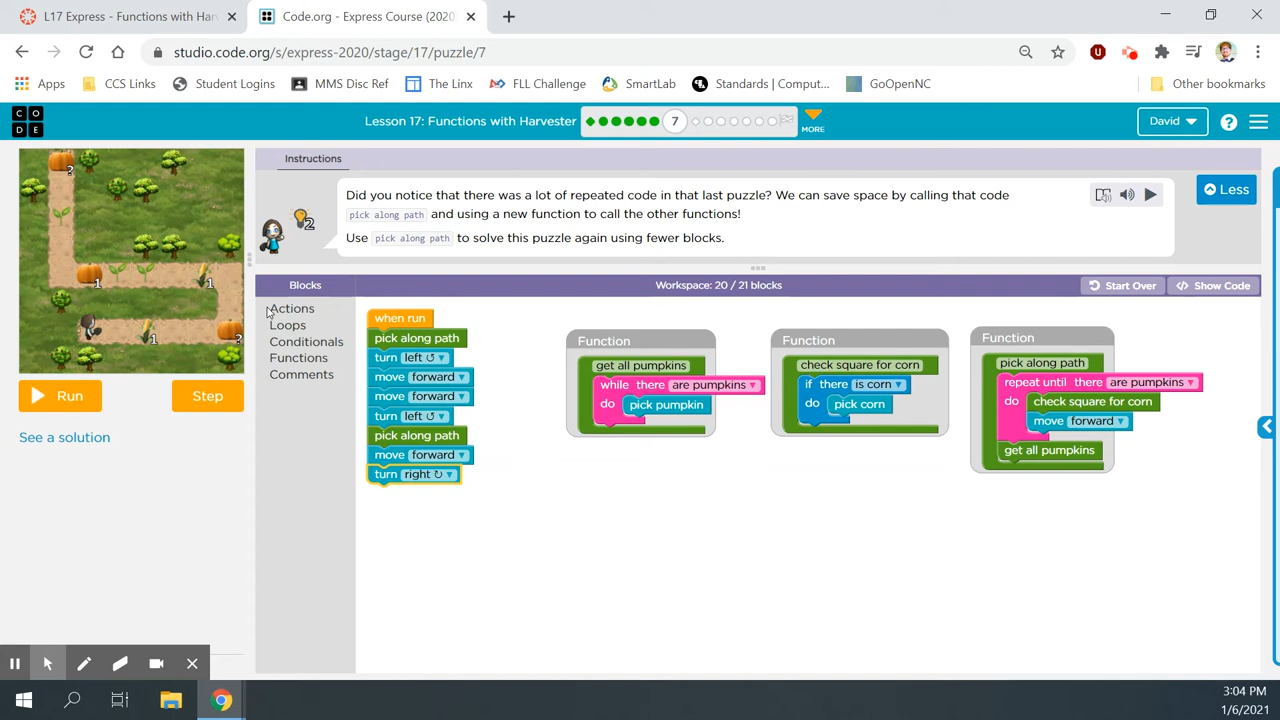 L17 Express - Functions with Har
Code.org - Express Course (2020
studio.code.org/s/express-2020/stage/17/puzzle/7
Apps
CCS Links
Student Logins
MMS Disc Ref
The Linx
FLL Challenge
SmartLab
Standards | Comput...
GoOpenNC
Other bookmarks
C O D E
Lesson 17: Functions with Harvester
7
MORE
David
?
Instructions
2
Did you notice that there was a lot of repeated code in that last puzzle? We can save space by calling that code
pick along path and using a new function to call the other functions!
Use pick along path to solve this puzzle again using fewer blocks.
Less
?
1
1
1
?
Run
Step
See a solution
Blocks
Workspace: 20 / 21 blocks
Start Over
</> Show Code
Actions
Loops
Conditionals
Functions
Comments
when run
pick along path
turn left
move forward
move forward
turn left
pick along path
move forward
turn right
Function
get all pumpkins
while there are pumpkins
do pick pumpkin
Function
check square for corn
if there is corn
do pick corn
Function
pick along path
repeat until there are pumpkins
do check square for corn
move forward
get all pumpkins
3:04 PM
1/6/2021